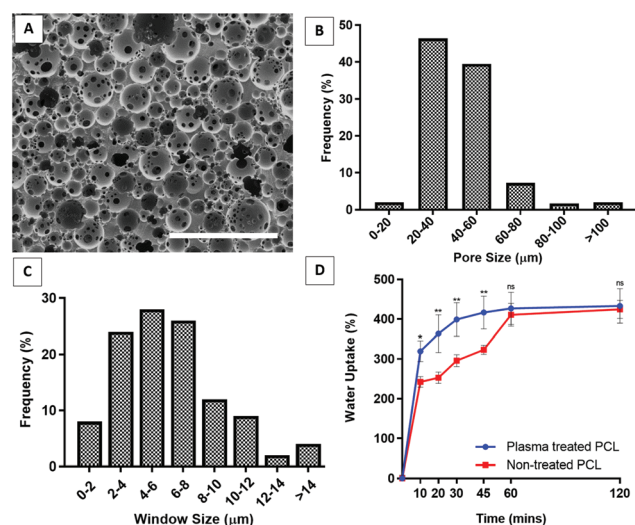 A
B
Frequency (%)
50
40
30
20
10
0
0-20
20-40
40-60
60-80
80-100
>100
Pore Size (μm)
C
Frequency (%)
30
20
10
0
0-2
2-4
4-6
6-8
8-10
10-12
12-14
>14
Window Size (μm)
D
Water Uptake (%)
500
400
300
200
100
0
*
**
**
**
ns
ns
Plasma treated PCL
Non-treated PCL
10 20 30 45 60 120
Time (mins)